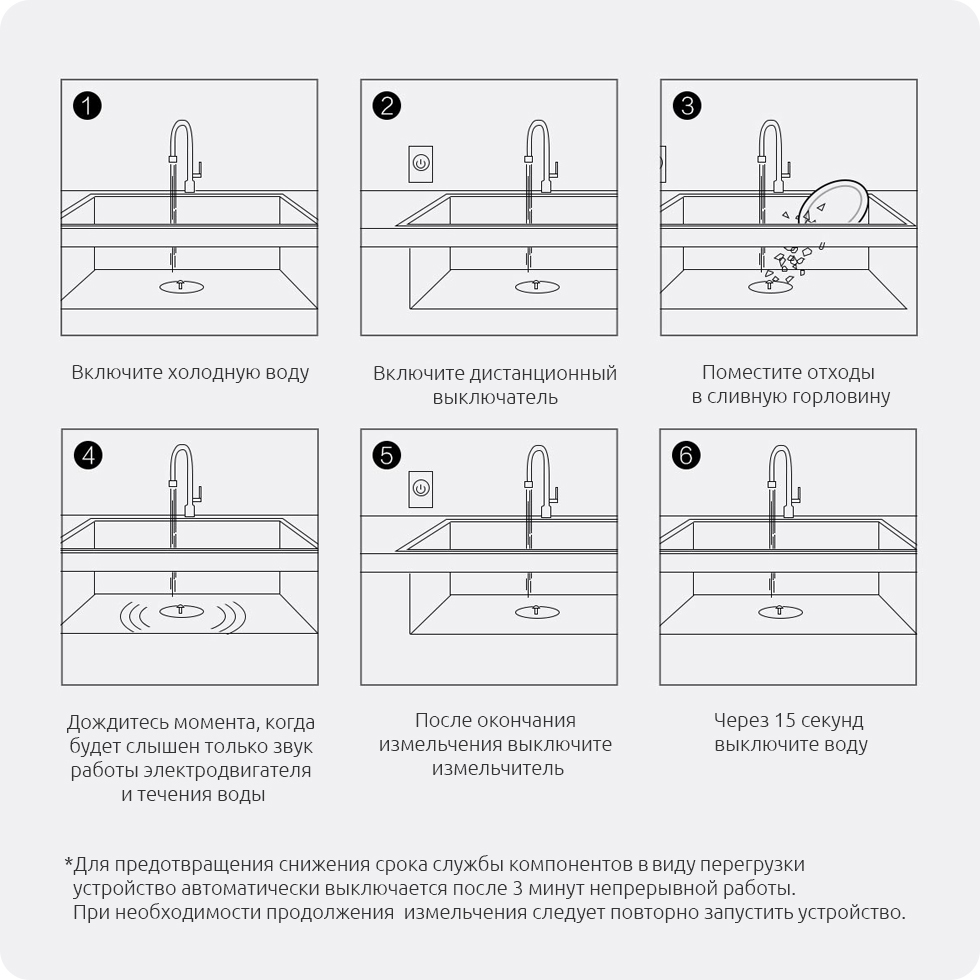 1
Включите холодную воду
2
Включите дистанционный
выключатель
3
Поместите отходы
в сливную горловину
4
Дождитесь момента, когда
будет слышен только звук
работы электродвигателя
и течения воды
5
После окончания
измельчения выключите
измельчитель
6
Через 15 секунд
выключите воду
*Для предотвращения снижения срока службы компонентов в виду перегрузки
устройство автоматически выключается после 3 минут непрерывной работы.
При необходимости продолжения измельчения следует повторно запустить устройство.